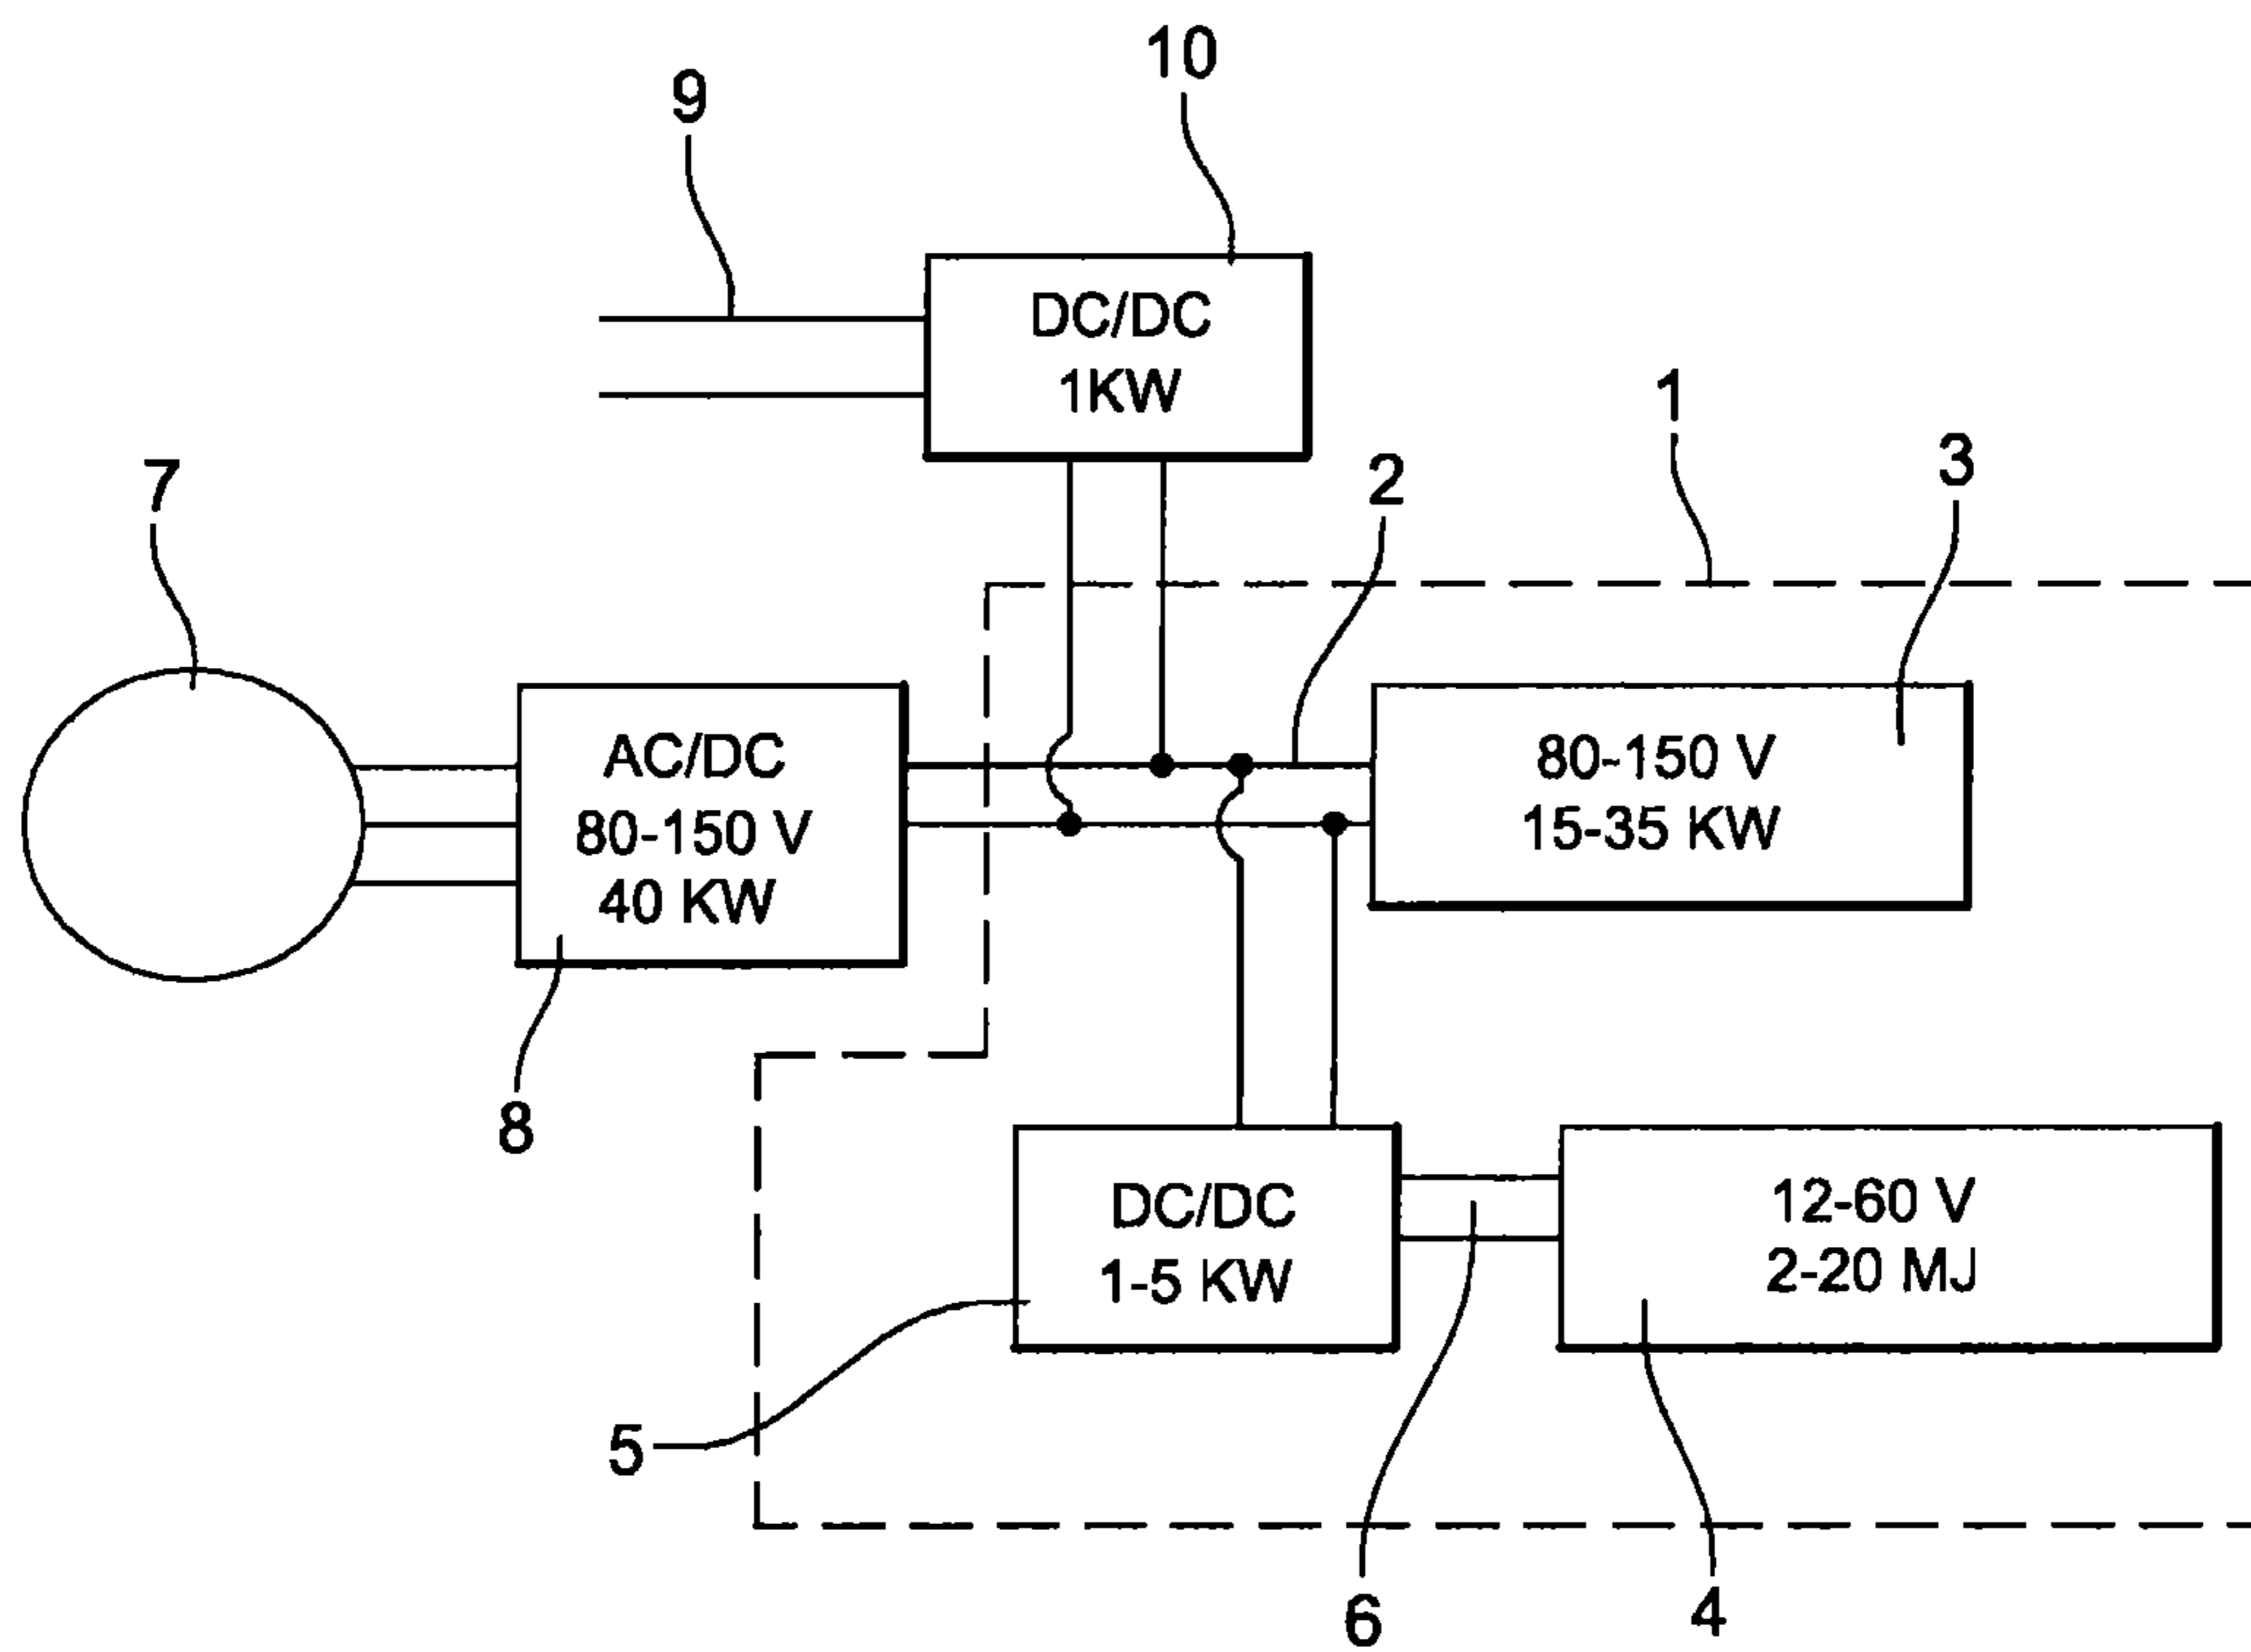 10
9
DC/DC
1KW
1
2
3
7
AC/DC
80-150 V
40 KW
80-150 V
15-35 KW
8
DC/DC
1-5 KW
12-60 V
2-20 MJ
5
6
4